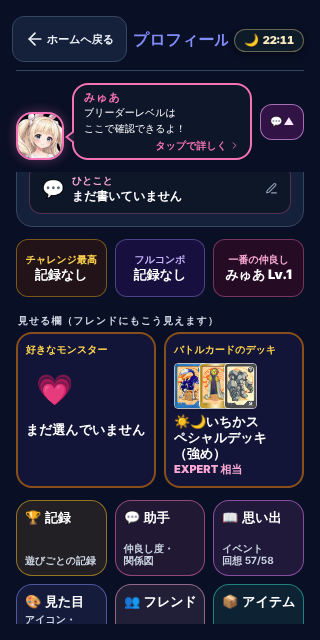 ホームへ戻る
プロフィール
🌙 22:11
みゅあ
ブリーダーレベルは
ここで確認できるよ！
タップで詳しく
💬▲
ひとこと
まだ書いていません
チャレンジ最高
記録なし
フルコンボ
記録なし
一番の仲良し
みゅあ Lv.1
見せる欄（フレンドにもこう見えます）
好きなモンスター
まだ選んでいません
バトルカードのデッキ
☀️🌙いちかス
ペシャルデッキ
（強め）
EXPERT 相当
🏆 記録
遊びごとの記録
💬 助手
仲良し度・
関係図
📖 思い出
イベント
回想 57/58
🎨 見た目
アイコン・
👥 フレンド
📦 アイテム